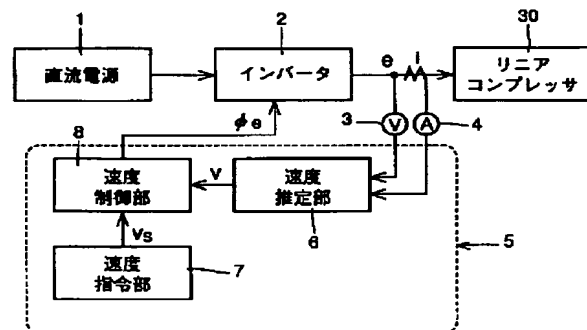 1
2
30
直流電源
インバータ
e
i
リニア
コンプレッサ
3
V
A
4
φe
8
速度
制御部
V
速度
推定部
6
Vs
5
速度
指令部
7